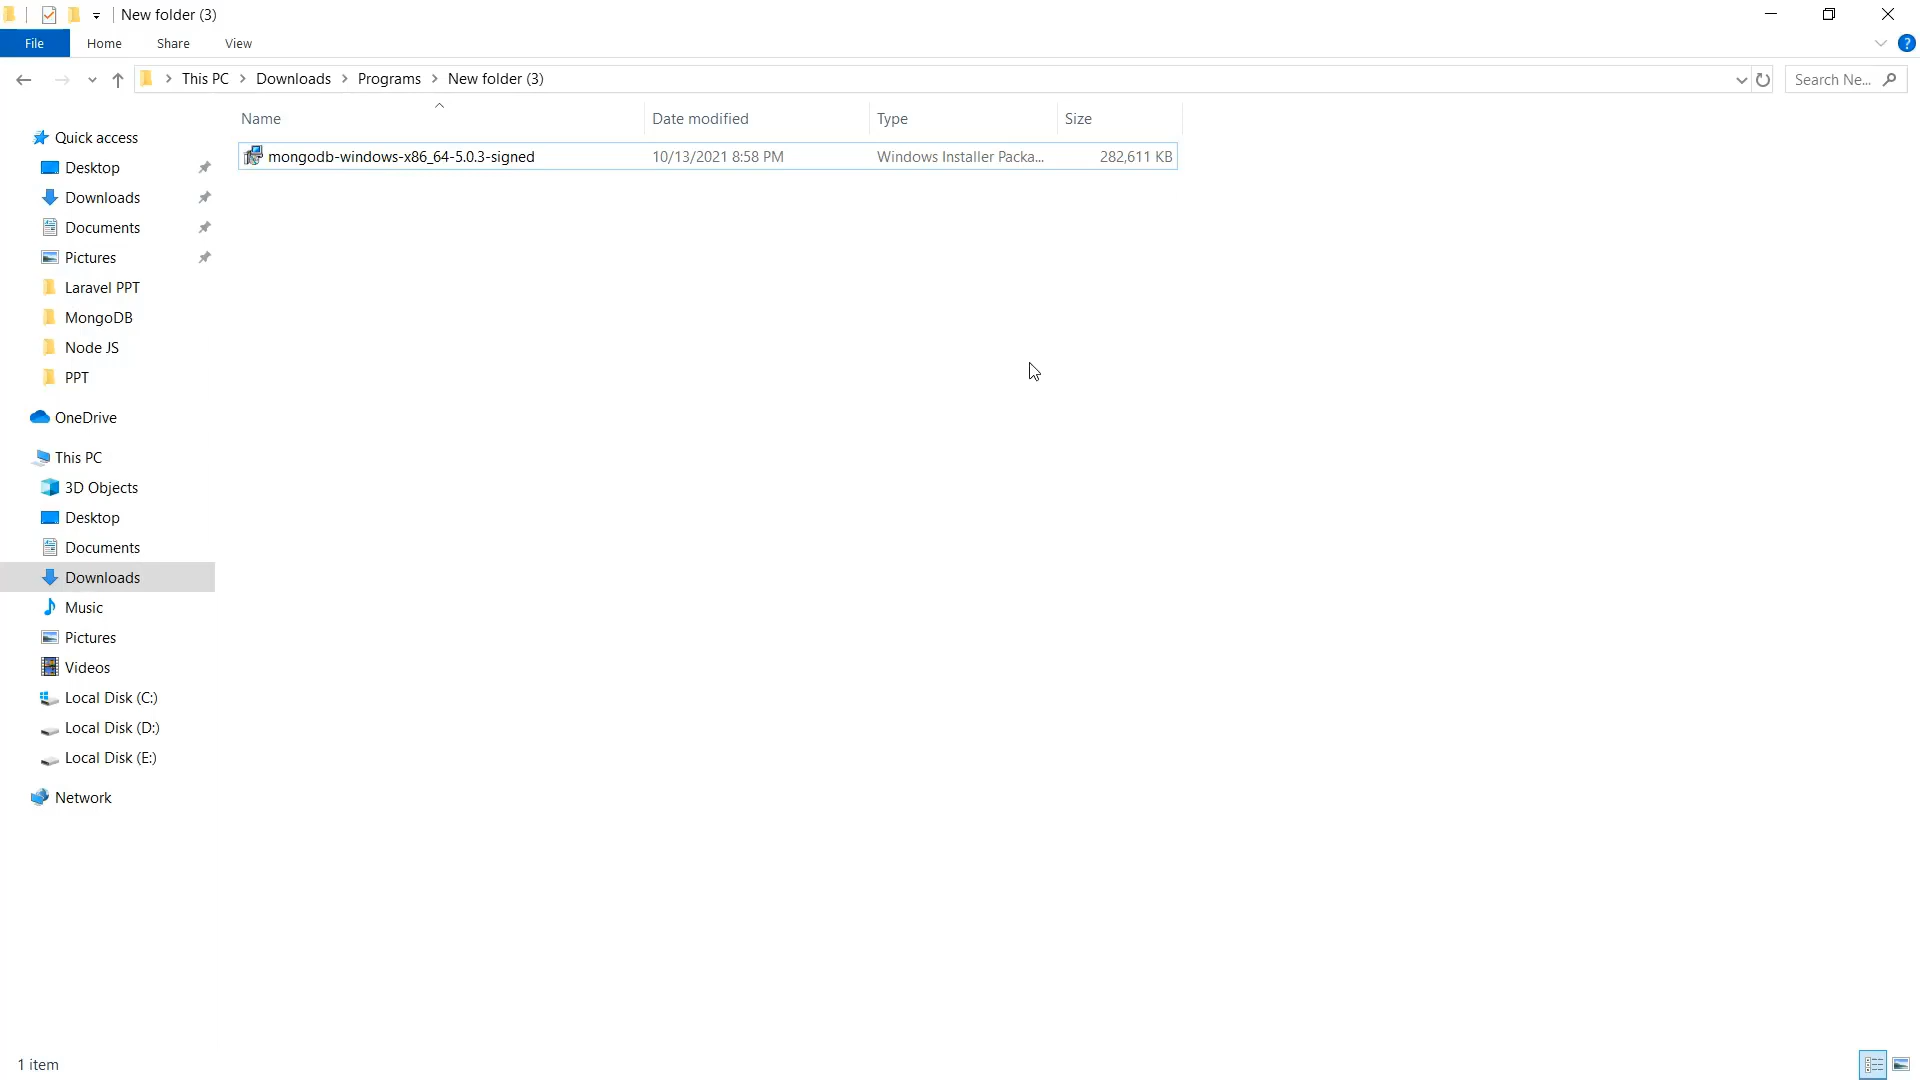 New folder (3)
File Home Share View ?
This PC Downloads Programs New folder (3) Search Ne...
Name Date modified Type Size
mongodb-windows-x86_64-5.0.3-signed 10/13/2021 8:58 PM Windows Installer Packa... 282,611 KB
Quick access
Desktop
Downloads
Documents
Pictures
Laravel PPT
MongoDB
Node JS
PPT
OneDrive
This PC
3D Objects
Desktop
Documents
Downloads
Music
Pictures
Videos
Local Disk (C:)
Local Disk (D:)
Local Disk (E:)
Network
1 item